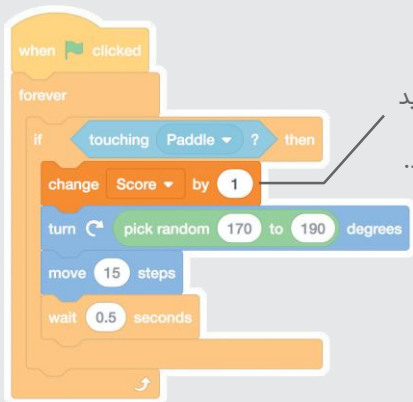 when clicked
forever
if touching Paddle ? then
change Score by 1
turn pick random 170 to 190 degrees
move 15 steps
wait 0.5 seconds
..